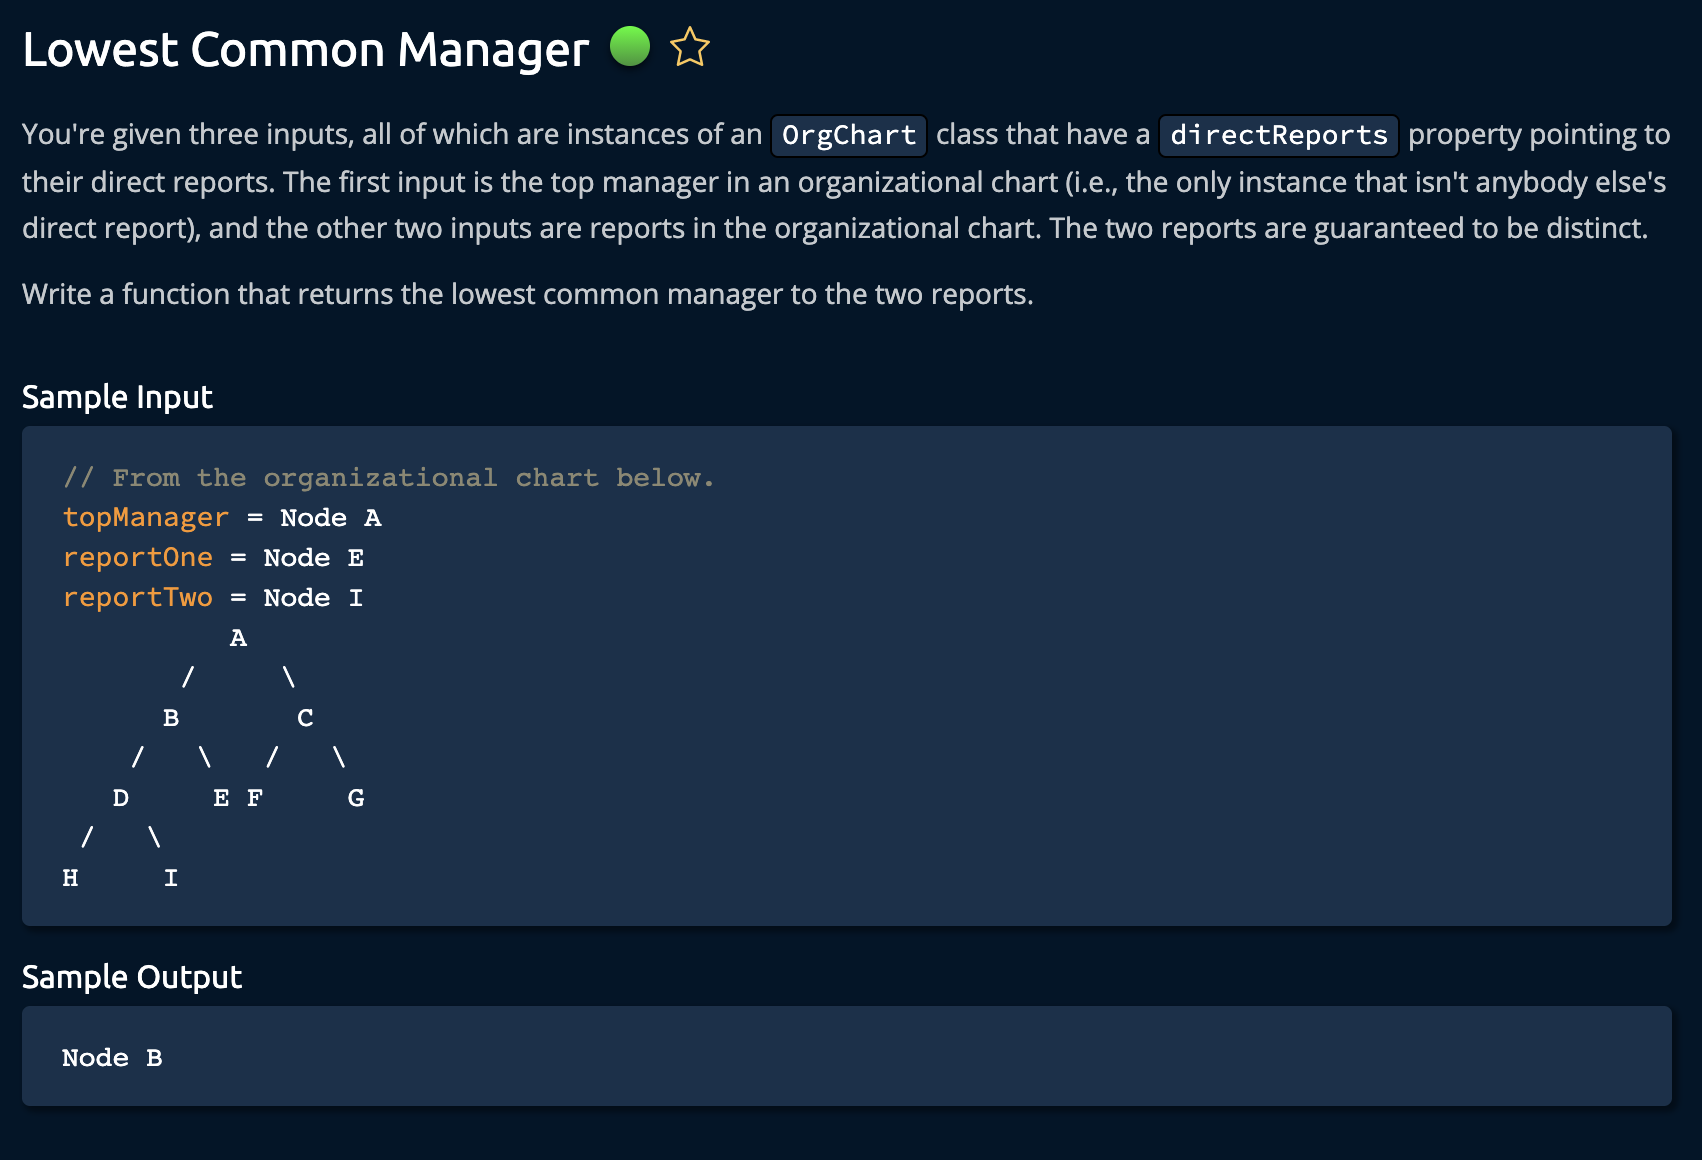 Lowest Common Manager
You're given three inputs, all of which are instances of an OrgChart class that have a directReports property pointing to
their direct reports. The first input is the top manager in an organizational chart (i.e., the only instance that isn't anybody else's
direct report), and the other two inputs are reports in the organizational chart. The two reports are guaranteed to be distinct.
Write a function that returns the lowest common manager to the two reports.
Sample Input
// From the organizational chart below.
topManager = Node A
reportOne = Node E
reportTwo = Node I
          A
       /     \
      B       C
    /   \   /   \
   D     E F     G
 /   \
H     I
Sample Output
Node B